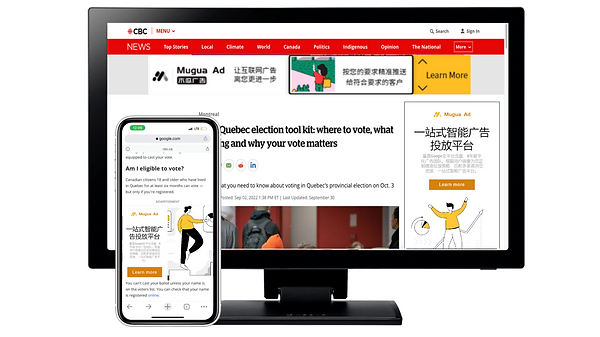 CBC
MENU
Search
Sign In
NEWS
Top Stories
Local
Climate
World
Canada
Politics
Indigenous
Opinion
The National
More
Mugua Ad
木瓜广告
让互联网广告
离您更进一步
按您的要求精准推送
给符合要求的客户
Learn More
Montreal
Quebec election tool kit: where to vote, what
ng and why your vote matters
at you need to know about voting in Quebec's provincial election on Oct. 3
Posted: Sep 02, 2022 1:38 PM ET | Last Updated: September 30
Mugua Ad
一站式智能广告
投放平台
Learn more
google.com
cbc.ca
equipped to cast your vote.
Am I eligible to vote?
Canadian citizens 18 and older who have lived
in Quebec for at least six months can vote —
but only if you're registered.
ADVERTISEMENT
Mugua Ad
一站式智能广
告投放平台
Learn more
You can't cast your ballot unless your name is
on the voters list. You can check that your name
is registered online.